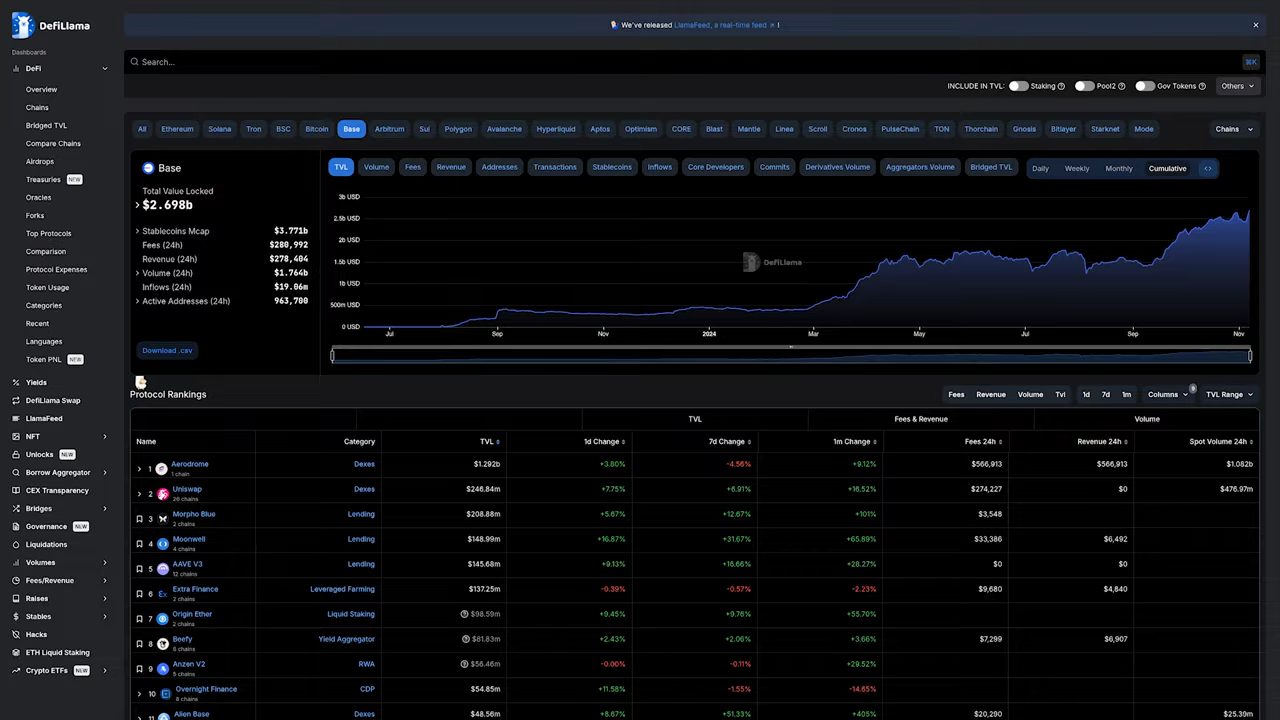 DefiLlama
We've released LlamaFeed, a real-time feed ↗ !
Dashboards
DeFi
Overview
Chains
Bridged TVL
Compare Chains
Airdrops
Treasuries NEW
Oracles
Forks
Top Protocols
Comparison
Protocol Expenses
Token Usage
Categories
Recent
Languages
Token PNL NEW
Yields
DefiLlama Swap
LlamaFeed
NFT
Unlocks NEW
Borrow Aggregator
CEX Transparency
Bridges
Governance NEW
Liquidations
Volumes
Fees/Revenue
Raises
Stables
Hacks
ETH Liquid Staking
Crypto ETFs NEW
Search...
⌘K
INCLUDE IN TVL: Staking Pool2 Gov Tokens Others
All Ethereum Solana Tron BSC Bitcoin Base Arbitrum Sui Polygon Avalanche Hyperliquid Aptos Optimism CORE Blast Mantle Linea Scroll Cronos PulseChain TON Thorchain Gnosis Bitlayer Starknet Mode Chains
Base
Total Value Locked
$2.698b
Stablecoins Mcap $3.771b
Fees (24h) $280,992
Revenue (24h) $278,404
Volume (24h) $1.764b
Inflows (24h) $19.06m
Active Addresses (24h) 963,700
Download .csv
TVL Volume Fees Revenue Addresses Transactions Stablecoins Inflows Core Developers Commits Derivatives Volume Aggregators Volume Bridged TVL Daily Weekly Monthly Cumulative <>
3b USD
2.5b USD
2b USD
1.5b USD
1b USD
500m USD
0 USD
DefiLlama
Jul Sep Nov 2024 Mar May Jul Sep Nov
Protocol Rankings
Fees Revenue Volume Tvl 1d 7d 1m Columns 9 TVL Range
TVL Fees & Revenue Volume
Name Category TVL 1d Change 7d Change 1m Change Fees 24h Revenue 24h Spot Volume 24h
1 Aerodrome Dexes $1.292b +3.80% -4.56% +9.12% $566,913 $566,913 $1.082b
1 chain
2 Uniswap Dexes $246.84m +7.75% +6.91% +16.52% $274,227 $0 $476.97m
26 chains
3 Morpho Blue Lending $208.88m +5.67% +12.67% +101% $3,548
2 chains
4 Moonwell Lending $148.99m +16.87% +31.67% +65.89% $33,386 $6,492
4 chains
5 AAVE V3 Lending $145.68m +9.13% +16.66% +28.27% $0 $0
12 chains
6 Extra Finance Leveraged Farming $137.25m -0.39% -0.57% -2.23% $9,680 $4,840
2 chains
7 Origin Ether Liquid Staking $98.59m +9.45% +9.76% +55.70%
2 chains
8 Beefy Yield Aggregator $81.83m +2.43% +2.06% +3.66% $7,299 $6,907
chains
9 Anzen V2 RWA $56.46m -0.00% -0.11% +29.52%
5 chains
10 Overnight Finance CDP $54.85m +11.58% -1.55% -14.65%
8 chains
11 Alien Base Dexes $48.56m +8.67% +51.33% +405% $20,290 $25.39m